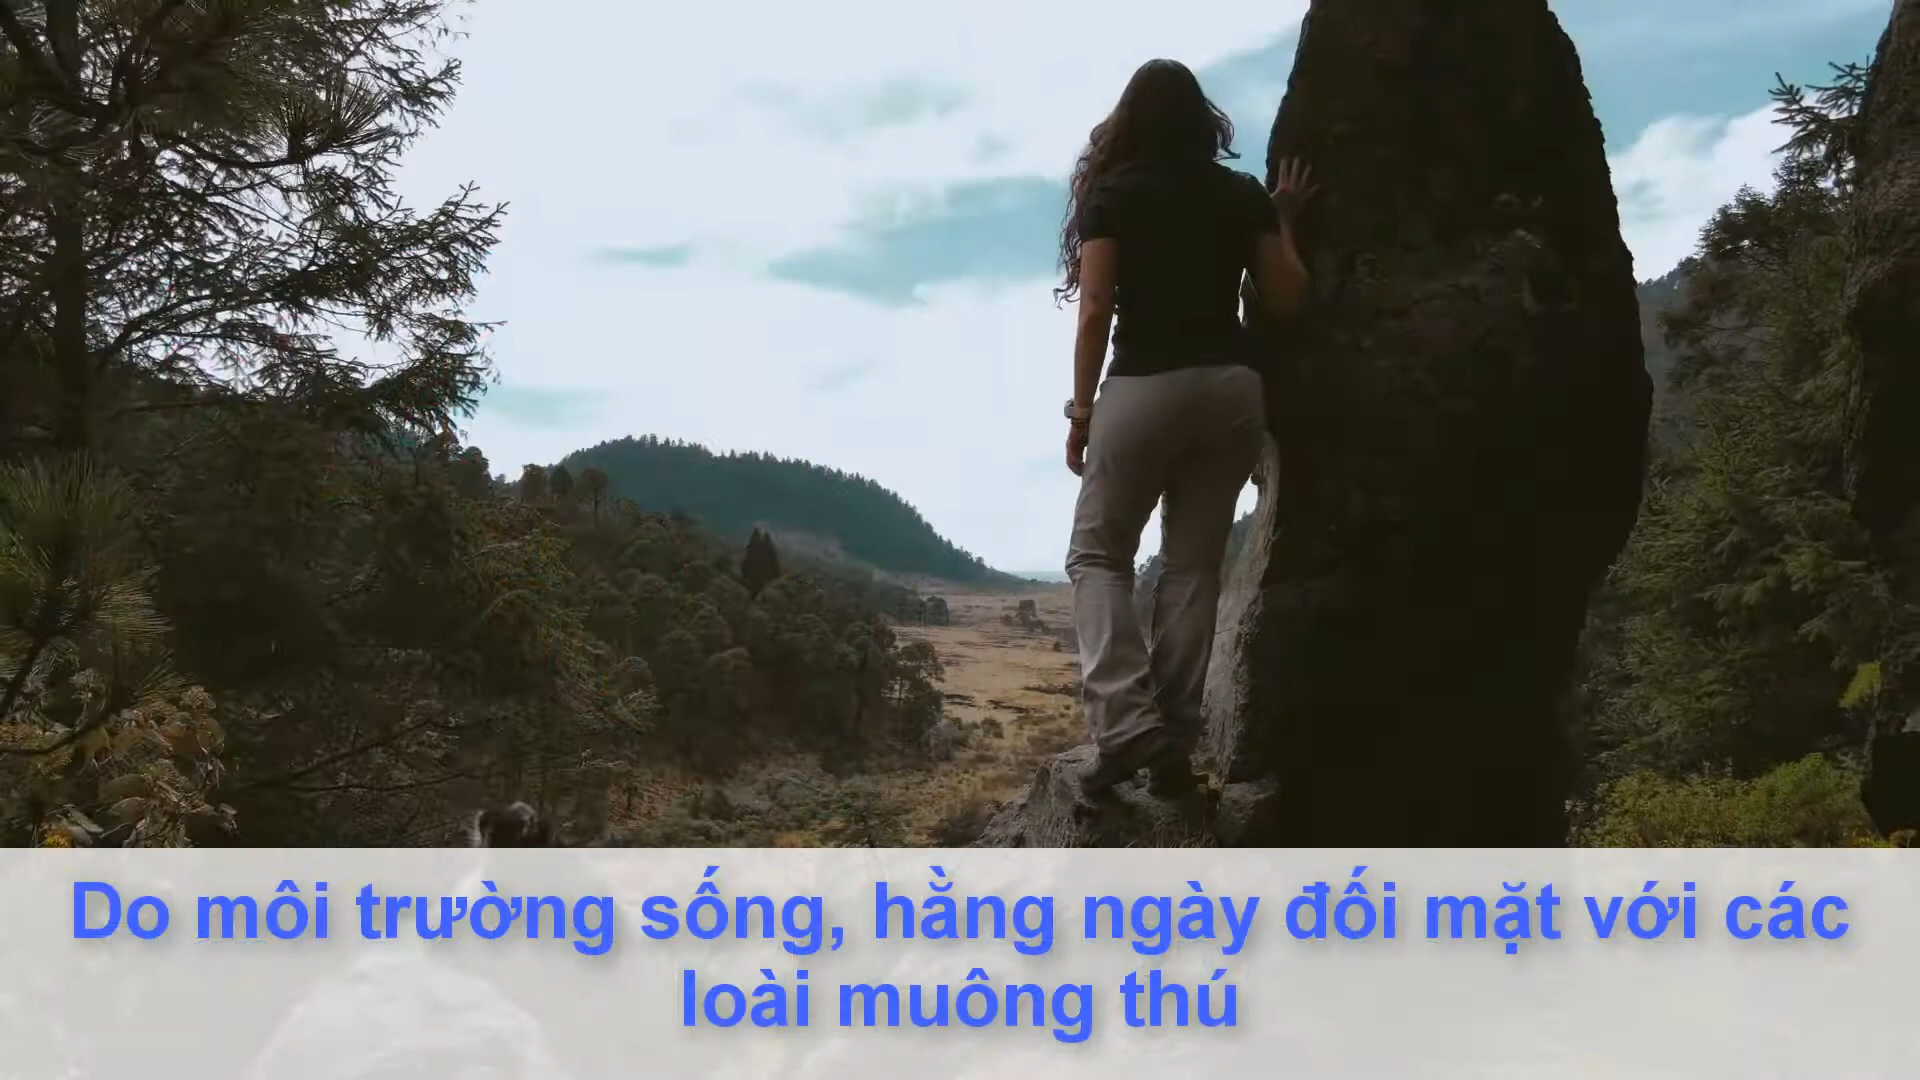 Do môi trường sống, hằng ngày đối mặt với các
loài muông thú